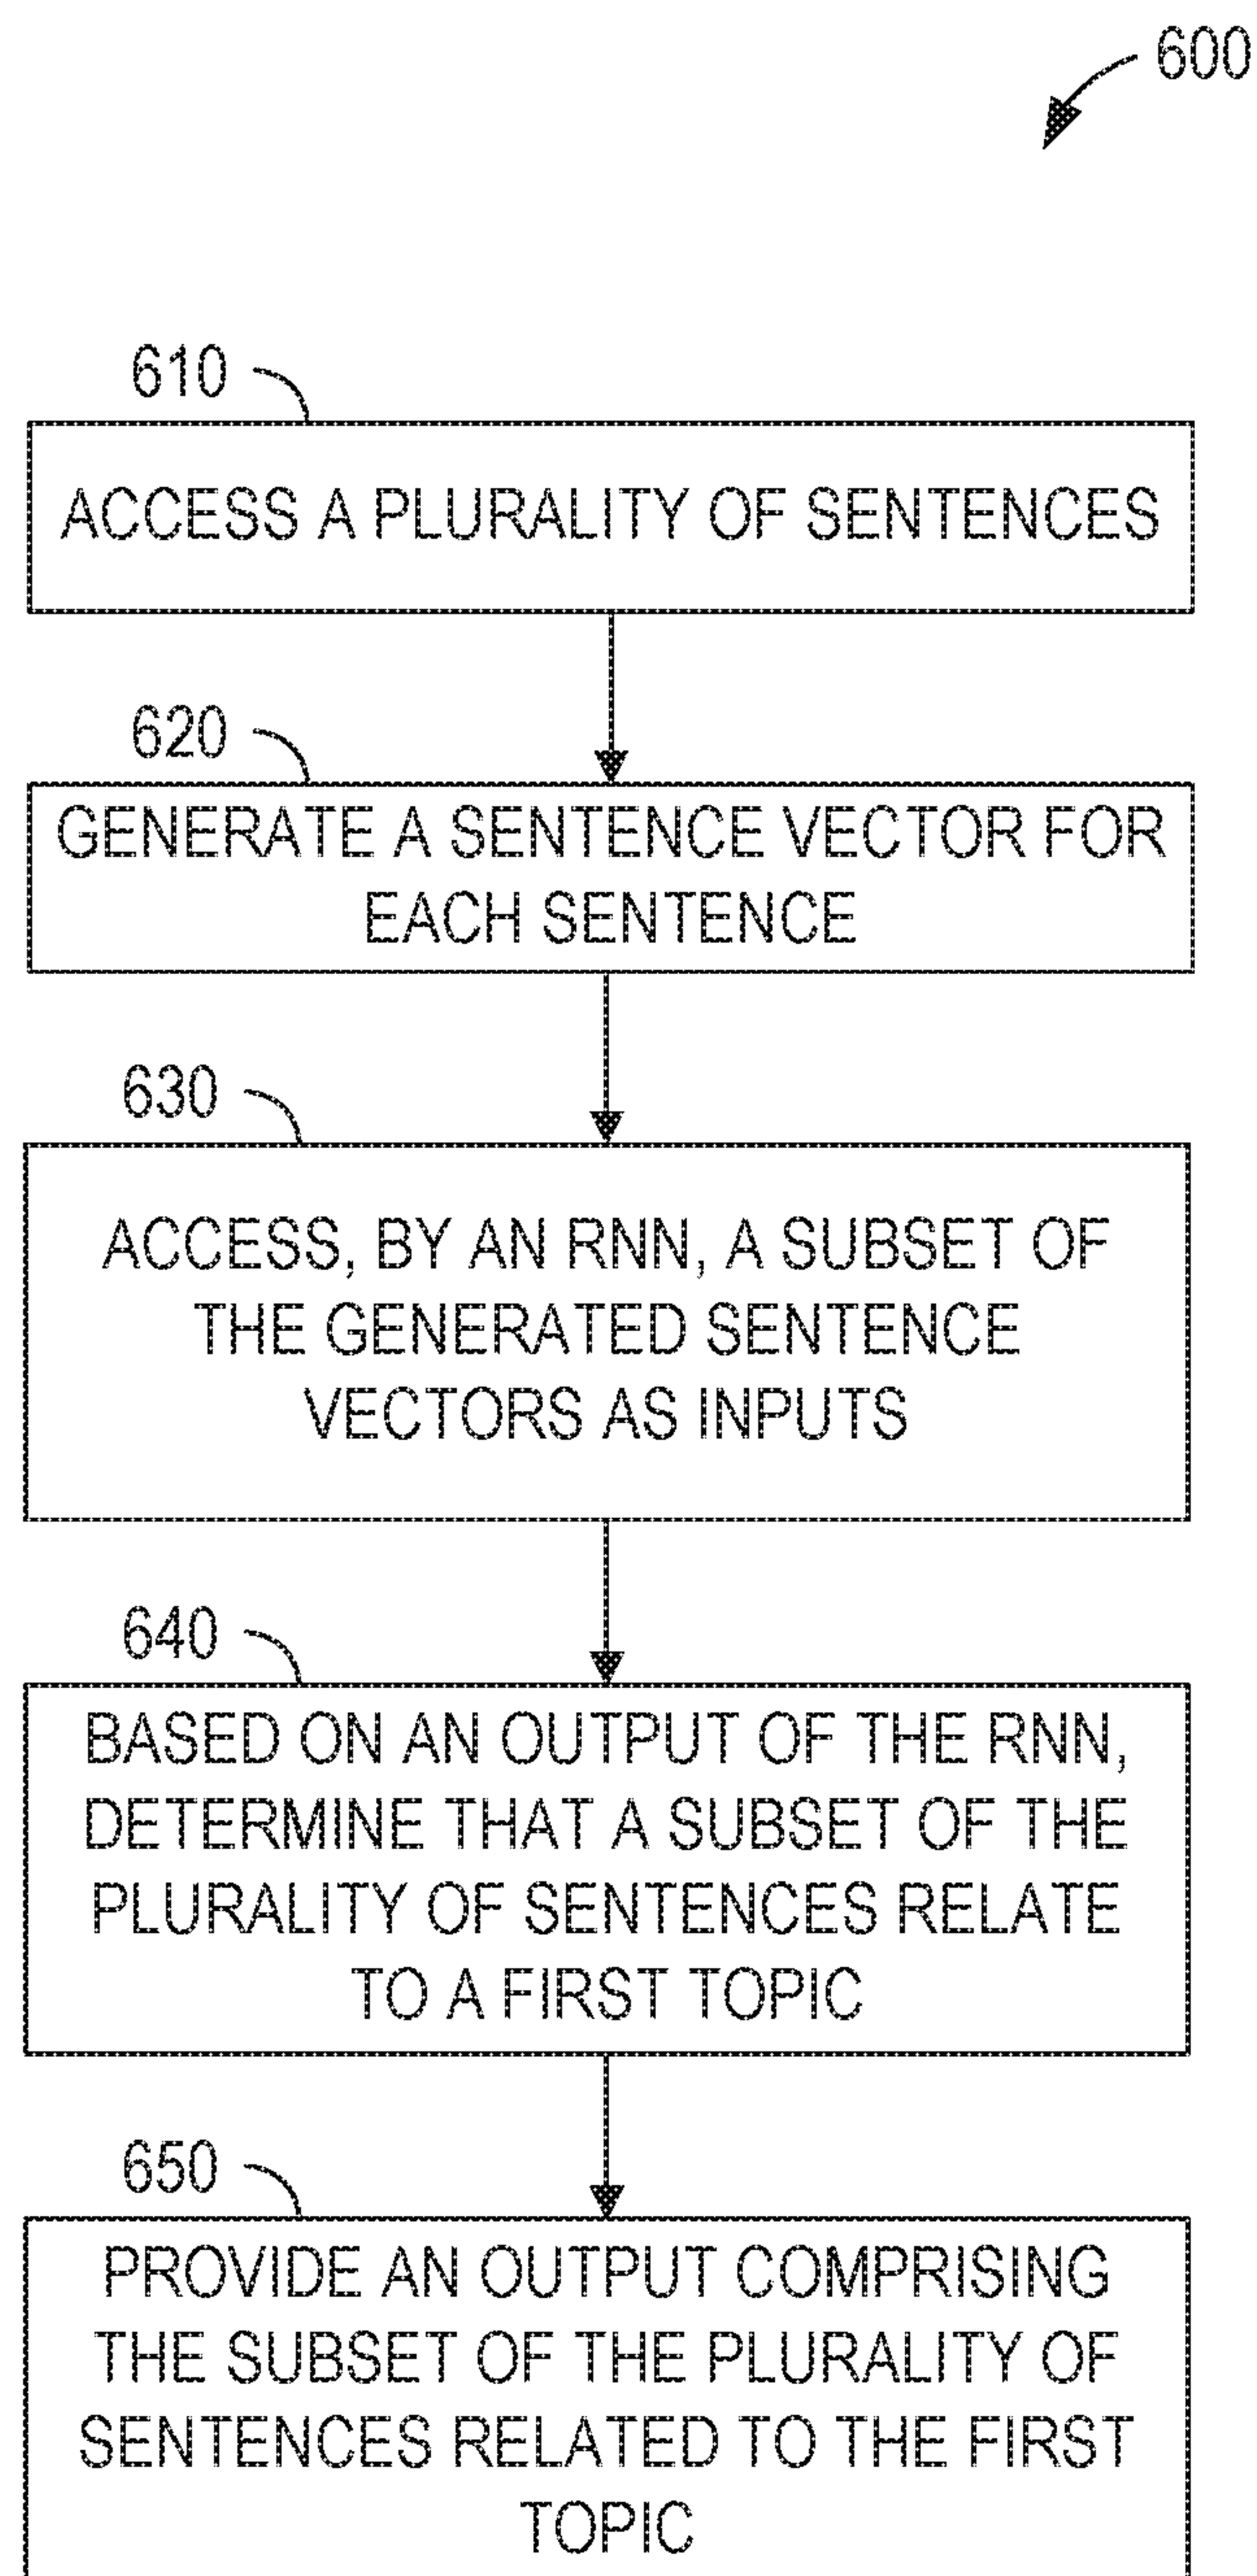 600
610
ACCESS A PLURALITY OF SENTENCES
620
GENERATE A SENTENCE VECTOR FOR
EACH SENTENCE
630
ACCESS, BY AN RNN, A SUBSET OF
THE GENERATED SENTENCE
VECTORS AS INPUTS
640
BASED ON AN OUTPUT OF THE RNN,
DETERMINE THAT A SUBSET OF THE
PLURALITY OF SENTENCES RELATE
TO A FIRST TOPIC
650
PROVIDE AN OUTPUT COMPRISING
THE SUBSET OF THE PLURALITY OF
SENTENCES RELATED TO THE FIRST
TOPIC